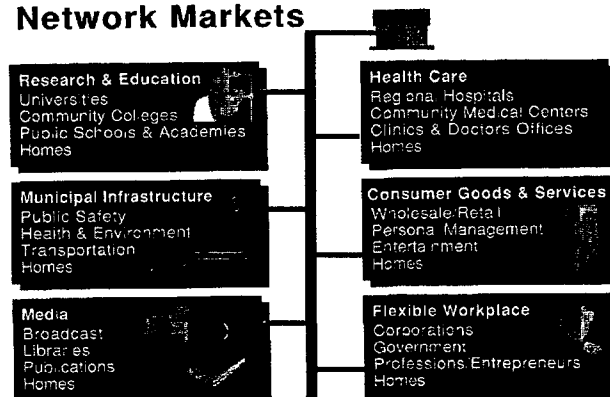 Network Markets
Research & Education
Universities
Community Colleges
Public Schools & Academies
Homes
Health Care
Regional Hospitals
Community Medical Centers
Clinics & Doctors Offices
Homes
Municipal Infrastructure
Public Safety
Health & Environment
Transportation
Homes
Consumer Goods & Services
Wholesale/Retail
Personal Management
Entertainment
Homes
Media
Broadcast
Libraries
Publications
Homes
Flexible Workplace
Corporations
Government
Professions/Entrepreneurs
Homes